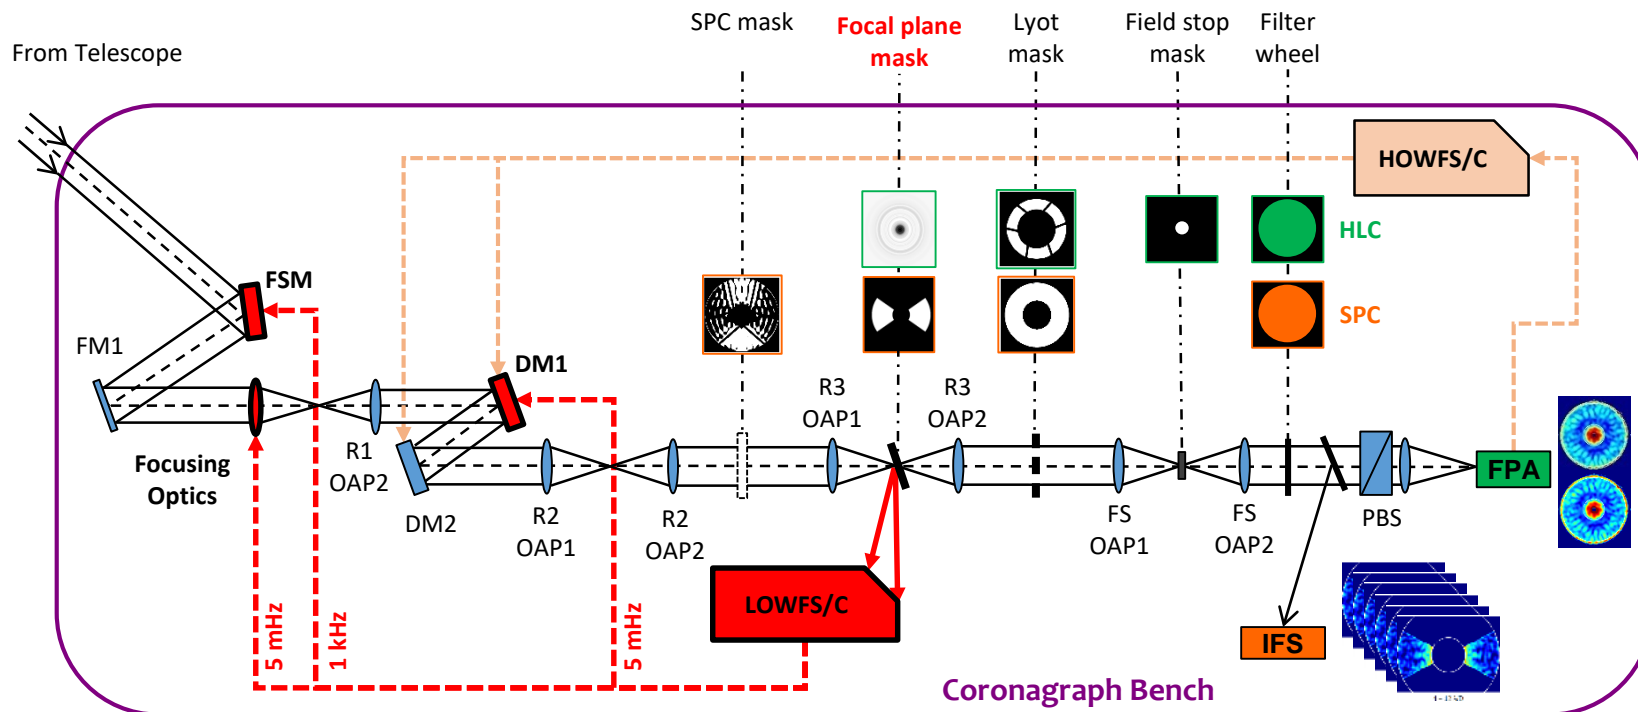 From Telescope
SPC mask
Focal plane
mask
Lyot
mask
Field stop
mask
Filter
wheel
HOWFS/C
HLC
SPC
FSM
FM1
DM1
R1
OAP2
Focusing
Optics
DM2
R2
OAP1
R2
OAP2
R3
OAP1
R3
OAP2
FS
OAP1
FS
OAP2
PBS
FPA
LOWFS/C
IFS
5 mHz
1 kHz
5 mHz
Coronagraph Bench